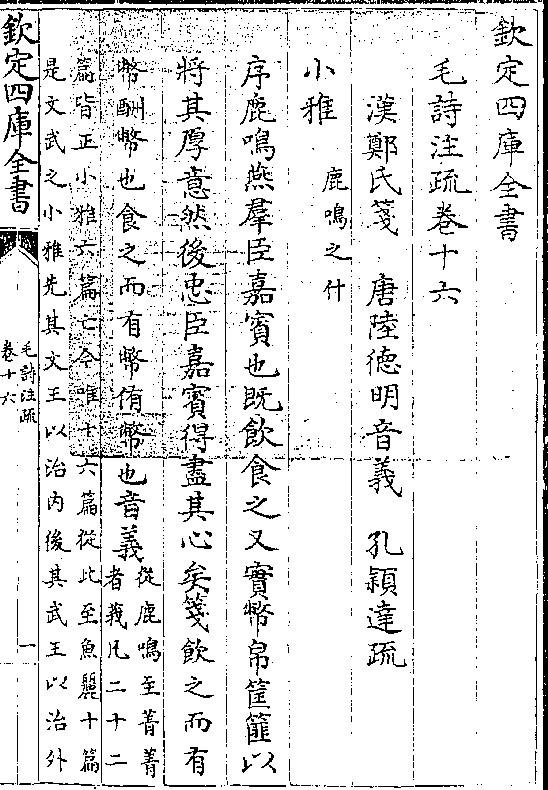 欽定四庫全書
毛詩注疏卷十六
漢鄭氏箋 唐陸德明音義 孔穎達疏
小雅 鹿鳴之什
序鹿鳴燕羣臣嘉賓也既飲食之又實幣帛筐篚以
將其厚意然後忠臣嘉賓得盡其心矣箋飲之而有
幣酬幣也食之而有幣侑幣也音義從鹿鳴至菁菁
者莪凡二十二
篇皆正小雅六篇亡今唯十六篇從此至魚麗十篇
是文武之小雅先其文王以治内後其武王以治外
欽定四庫全書
毛詩注疏
卷十六
一